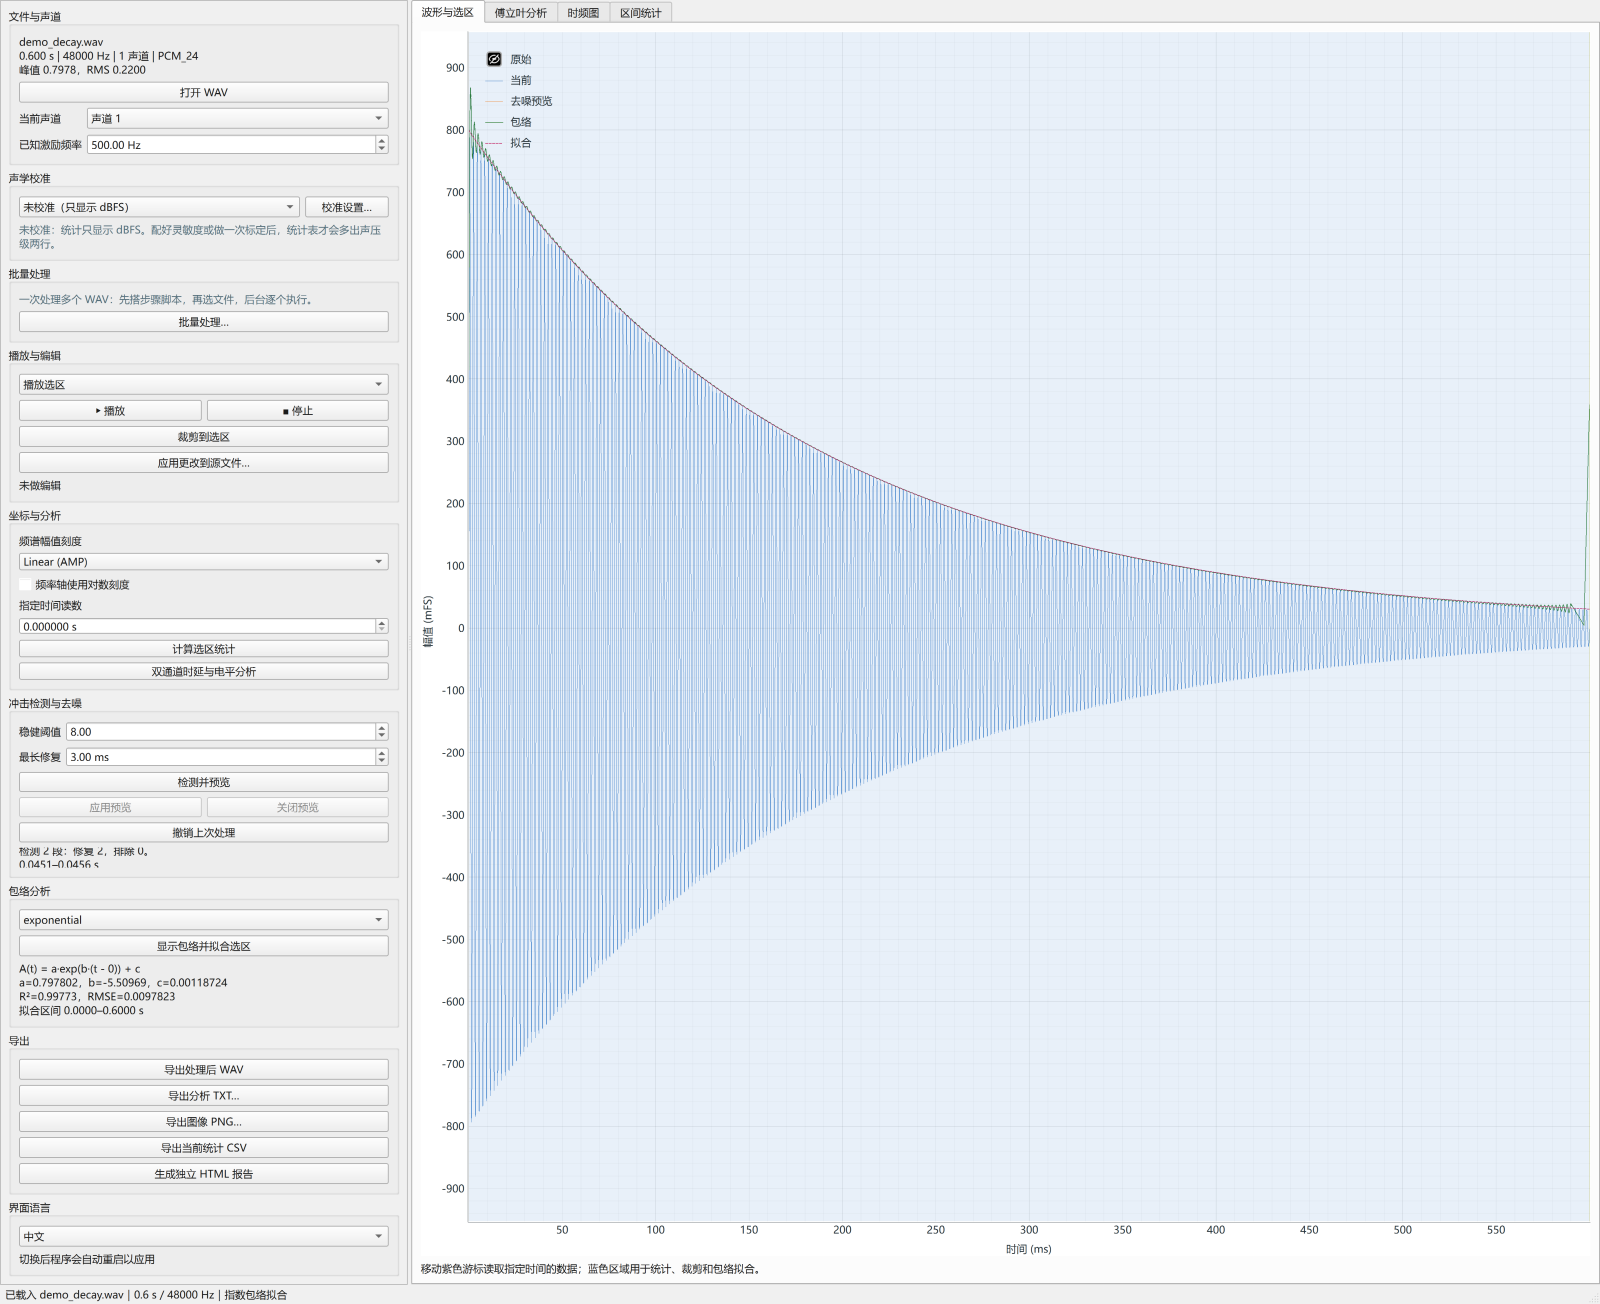 文件与声道
demo_decay.wav
0.600 s | 48000 Hz | 1 声道 | PCM_24
峰值 0.7978，RMS 0.2200
打开 WAV
当前声道
声道 1
已知激励频率
500.00 Hz
声学校准
未校准（只显示 dBFS）
校准设置...
未校准：统计只显示 dBFS。配好灵敏度或做一次标定后，统计表才会多出声压
级两行。
批量处理
一次处理多个 WAV：先搭步骤脚本，再选文件，后台逐个执行。
批量处理...
播放与编辑
播放选区
播放
停止
裁剪到选区
应用更改到源文件...
未做编辑
坐标与分析
频谱幅值刻度
Linear (AMP)
频率轴使用对数刻度
指定时间读数
0.000000 s
计算选区统计
双通道时延与电平分析
冲击检测与去噪
稳健阈值
8.00
最长修复
3.00 ms
检测并预览
应用预览
关闭预览
撤销上次处理
检测 2 段：修复 2，排除 0。
0.0451–0.0456 s
包络分析
exponential
显示包络并拟合选区
A(t) = a·exp(b·(t - 0)) + c
a=0.797802，b=-5.50969，c=0.00118724
R²=0.99773，RMSE=0.0097823
拟合区间 0.0000–0.6000 s
导出
导出处理后 WAV
导出分析 TXT...
导出图像 PNG...
导出当前统计 CSV
生成独立 HTML 报告
界面语言
中文
切换后程序会自动重启以应用
波形与选区
傅立叶分析
时频图
区间统计
原始
当前
去噪预览
包络
拟合
900
800
700
600
500
400
300
200
100
0
-100
-200
-300
-400
-500
-600
-700
-800
-900
幅值 (mFS)
50
100
150
200
250
300
350
400
450
500
550
时间 (ms)
移动紫色游标读取指定时间的数据；蓝色区域用于统计、裁剪和包络拟合。
已载入 demo_decay.wav | 0.6 s / 48000 Hz | 指数包络拟合